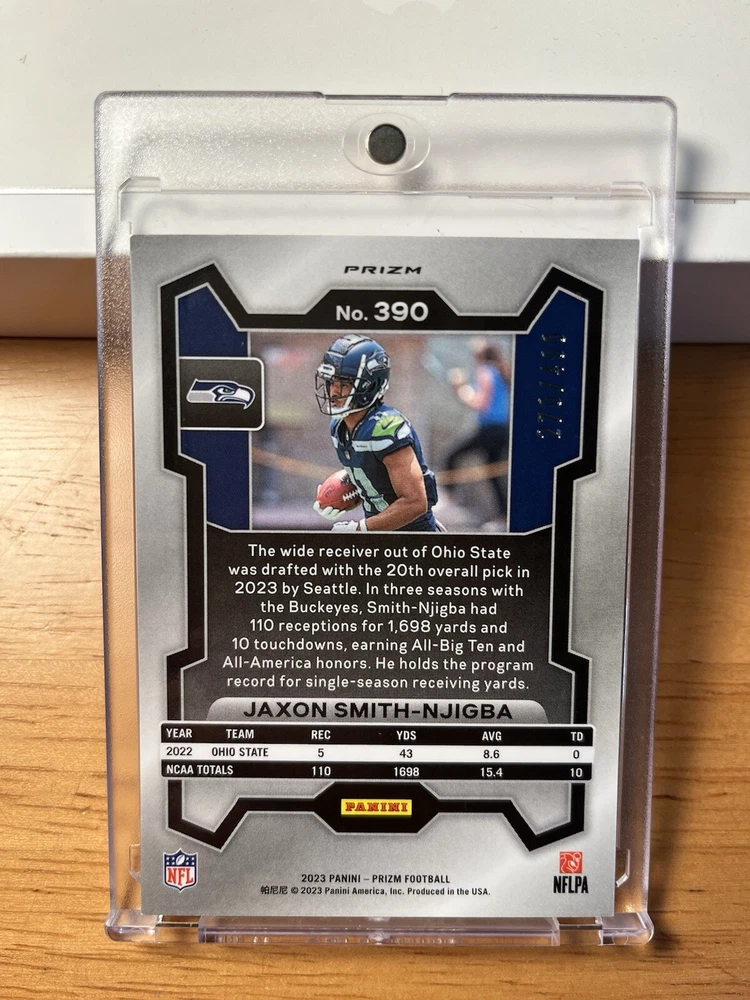 PRIZM
No. 390
The wide receiver out of Ohio State
was drafted with the 20th overall pick in
2023 by Seattle. In three seasons with
the Buckeyes, Smith-Njigba had
110 receptions for 1,698 yards and
10 touchdowns, earning All-Big Ten and
All-America honors. He holds the program
record for single-season receiving yards.
JAXON SMITH-NJIGBA
YEAR TEAM REC YDS AVG TD
2022 OHIO STATE 5 43 8.6 0
NCAA TOTALS 110 1698 15.4 10
PANINI
NFL
NFLPA
2023 PANINI – PRIZM FOOTBALL
帕尼尼 © 2023 Panini America, Inc. Produced in the USA.